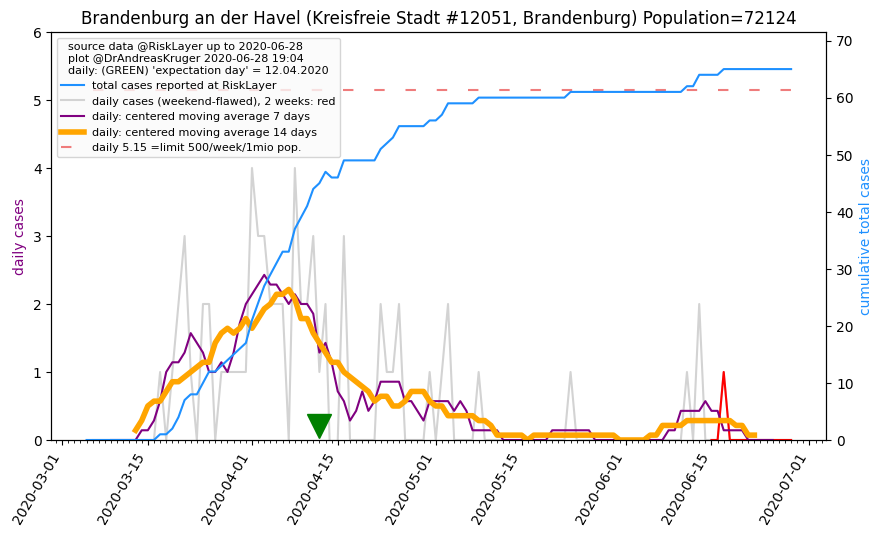 Brandenburg an der Havel (Kreisfreie Stadt #12051, Brandenburg) Population=72124
source data @RiskLayer up to 2020-06-28
plot @DrAndreasKruger 2020-06-28 19:04
daily: (GREEN) 'expectation day' = 12.04.2020
total cases reported at RiskLayer
daily cases (weekend-flawed), 2 weeks: red
daily: centered moving average 7 days
daily: centered moving average 14 days
daily 5.15 =limit 500/week/1mio pop.
daily cases
6
5
4
3
2
1
0
70
60
50
40
30
20
10
0
cumulative total cases
2020-03-01
2020-03-15
2020-04-01
2020-04-15
2020-05-01
2020-05-15
2020-06-01
2020-06-15
2020-07-01